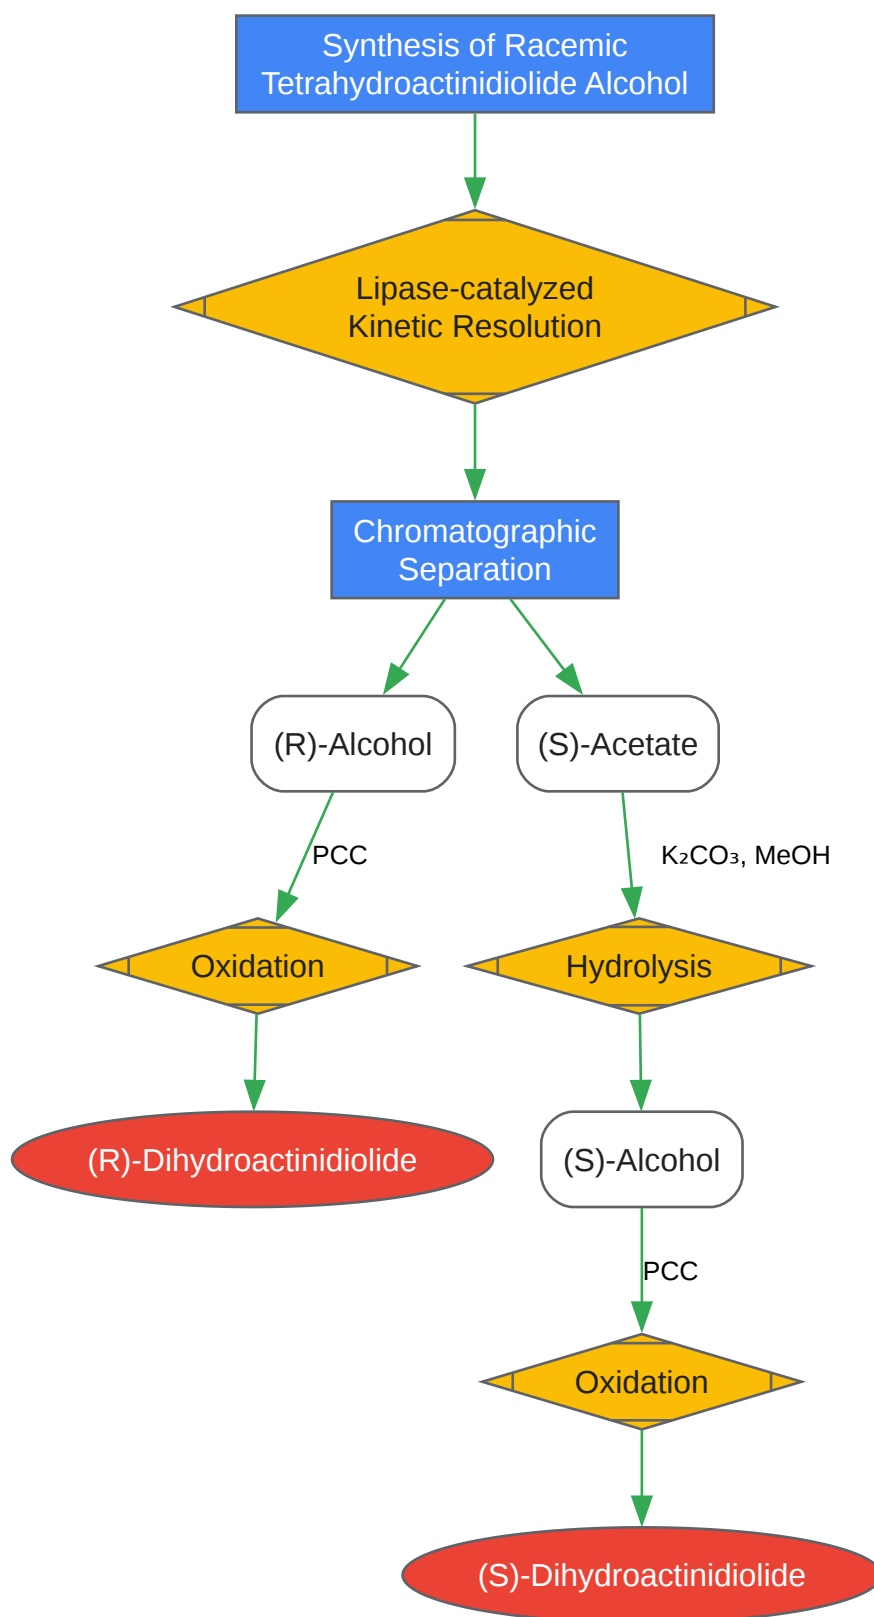 Synthesis of Racemic
Tetrahydroactinidiolide Alcohol
Lipase-catalyzed
Kinetic Resolution
Chromatographic
Separation
(R)-Alcohol
(S)-Acetate
PCC
K₂CO₃, MeOH
Oxidation
Hydrolysis
(R)-Dihydroactinidiolide
(S)-Alcohol
PCC
Oxidation
(S)-Dihydroactinidiolide